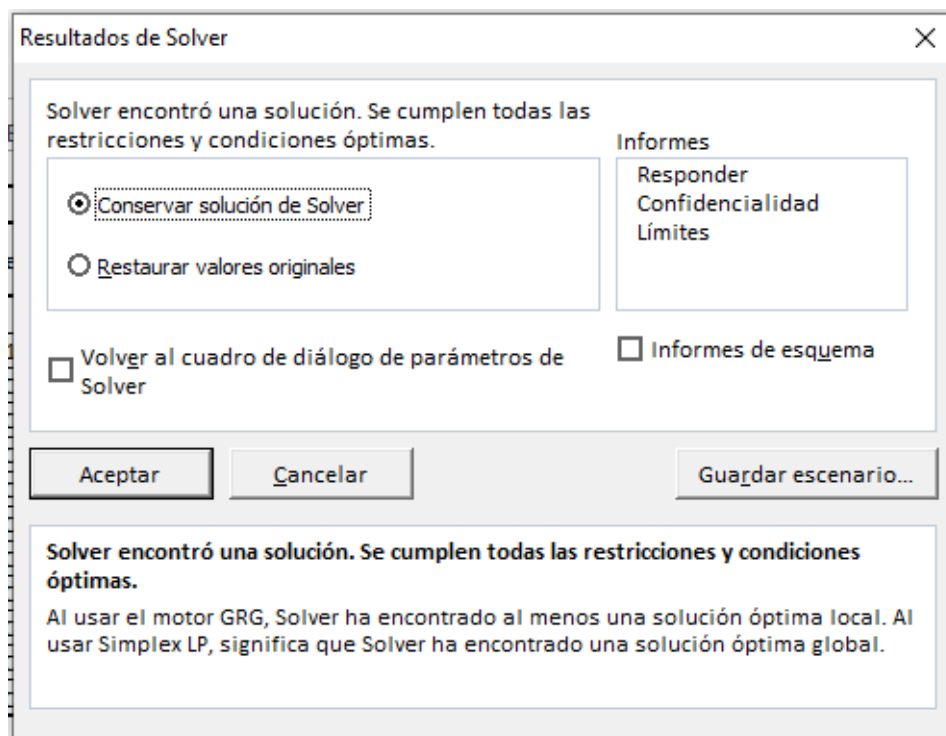 Resultados de Solver
Solver encontró una solución. Se cumplen todas las
restricciones y condiciones óptimas.
Informes
Conservar solución de Solver
Restaurar valores originales
Responder
Confidencialidad
Límites
Volver al cuadro de diálogo de parámetros de
Solver
Informes de esquema
Aceptar
Cancelar
Guardar escenario...
Solver encontró una solución. Se cumplen todas las restricciones y condiciones
óptimas.
Al usar el motor GRG, Solver ha encontrado al menos una solución óptima local. Al
usar Simplex LP, significa que Solver ha encontrado una solución óptima global.